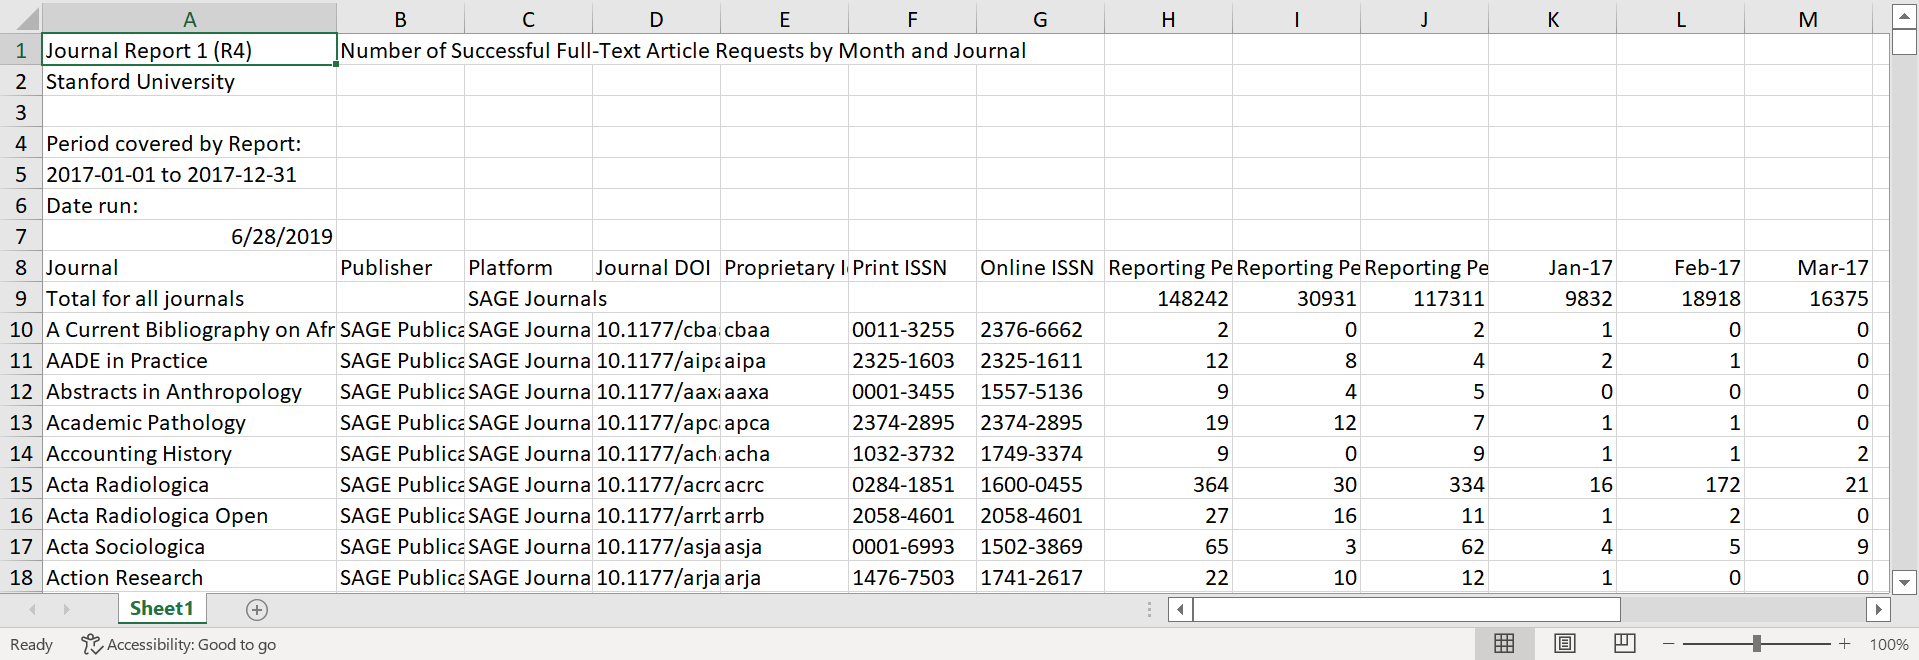 A B C D E F G H I J K L M
1 Journal Report 1 (R4) Number of Successful Full-Text Article Requests by Month and Journal
2 Stanford University
3
4 Period covered by Report:
5 2017-01-01 to 2017-12-31
6 Date run:
7 6/28/2019
8 Journal Publisher Platform Journal DOI Proprietary I Print ISSN Online ISSN Reporting Pe Reporting Pe Reporting Pe Jan-17 Feb-17 Mar-17
9 Total for all journals SAGE Journals 148242 30931 117311 9832 18918 16375
10 A Current Bibliography on Afr SAGE Publica SAGE Journa 10.1177/cbaa cbaa 0011-3255 2376-6662 2 0 2 1 0 0
11 AADE in Practice SAGE Publica SAGE Journa 10.1177/aipa aipa 2325-1603 2325-1611 12 8 4 2 1 0
12 Abstracts in Anthropology SAGE Publica SAGE Journa 10.1177/aaxa aaxa 0001-3455 1557-5136 9 4 5 0 0 0
13 Academic Pathology SAGE Publica SAGE Journa 10.1177/apc apca 2374-2895 2374-2895 19 12 7 1 1 0
14 Accounting History SAGE Publica SAGE Journa 10.1177/ach acha 1032-3732 1749-3374 9 0 9 1 1 2
15 Acta Radiologica SAGE Publica SAGE Journa 10.1177/acrc acrc 0284-1851 1600-0455 364 30 334 16 172 21
16 Acta Radiologica Open SAGE Publica SAGE Journa 10.1177/arrb arrb 2058-4601 2058-4601 27 16 11 1 2 0
17 Acta Sociologica SAGE Publica SAGE Journa 10.1177/asja asja 0001-6993 1502-3869 65 3 62 4 5 9
18 Action Research SAGE Publica SAGE Journa 10.1177/arja arja 1476-7503 1741-2617 22 10 12 1 0 0
Sheet1
Ready Accessibility: Good to go 100%